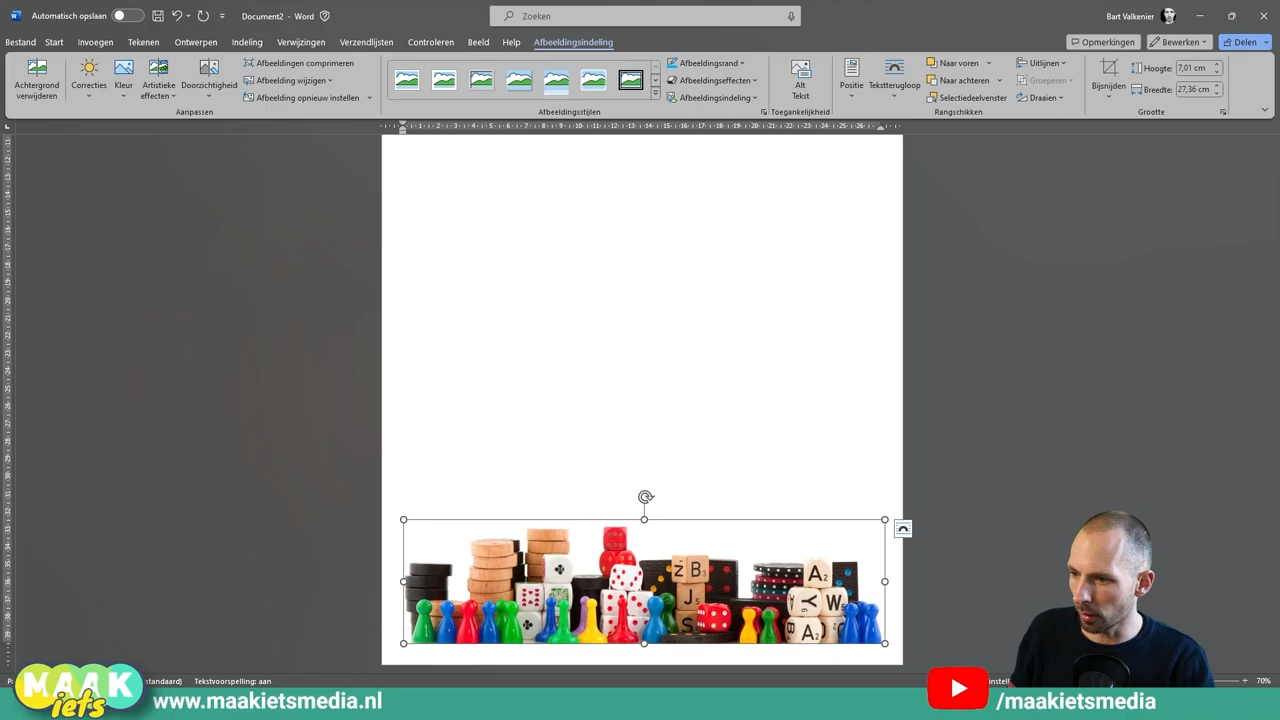 Automatisch opslaan
Document2 - Word
Zoeken
Bart Valkenier
Bestand Start Invoegen Tekenen Ontwerpen Indeling Verwijzingen Verzendlijsten Controleren Beeld Help Afbeeldingsindeling
Opmerkingen Bewerken Delen
Achtergrond verwijderen
Correcties
Kleur
Artistieke effecten
Doorzichtigheid
Afbeeldingen comprimeren
Afbeelding wijzigen
Afbeelding opnieuw instellen
Aanpassen
Afbeeldingsstijlen
Afbeeldingsrand
Afbeeldingseffecten
Afbeeldingsindeling
Alt Tekst
Toegankelijkheid
Positie
Tekstterugloop
Naar voren
Naar achteren
Selectiedeelvenster
Uitlijnen
Groeperen
Draaien
Rangschikken
Bijsnijden
Hoogte: 7,01 cm
Breedte: 27,36 cm
Grootte
Z B
J
S
A2
Y
W
A2
standaard)
Tekstvoorspelling: aan
70%
MAAK
iets
www.maakietsmedia.nl
/maakietsmedia